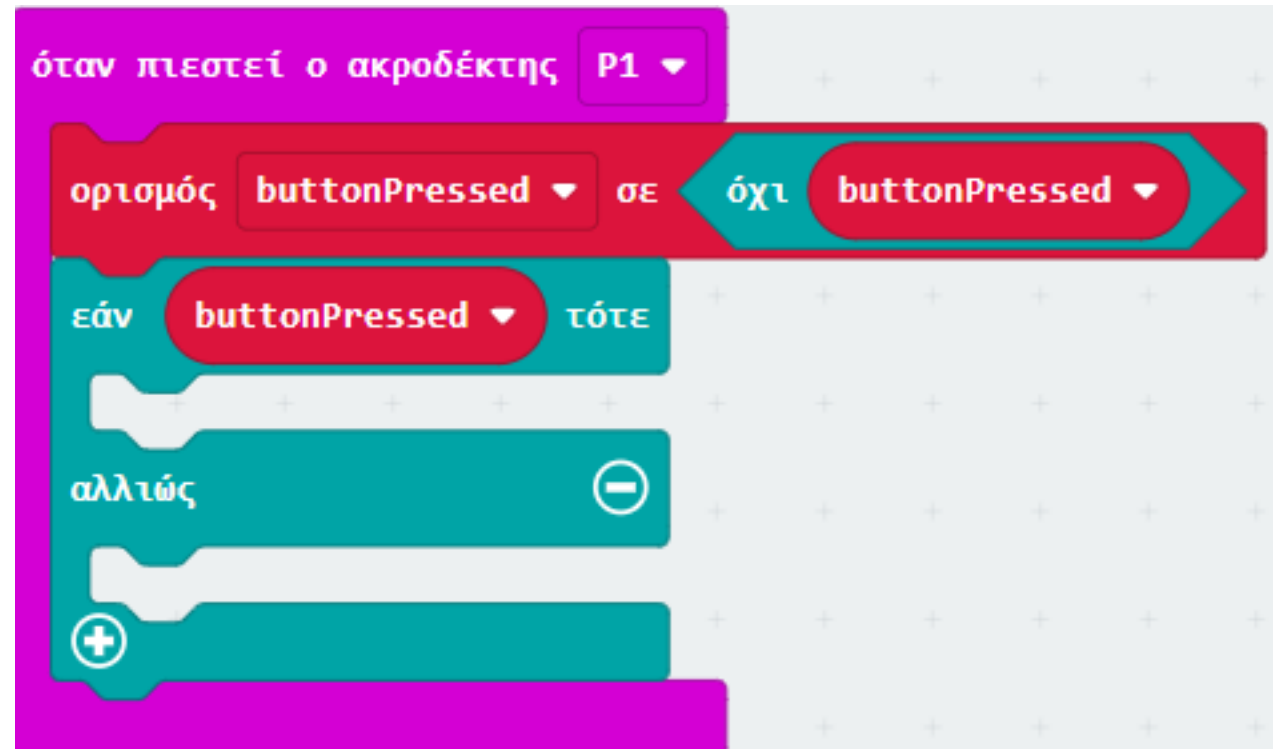 όταν πιεστεί ο ακροδέκτης P1
ορισμός buttonPressed σε όχι buttonPressed
εάν buttonPressed τότε
αλλιώς